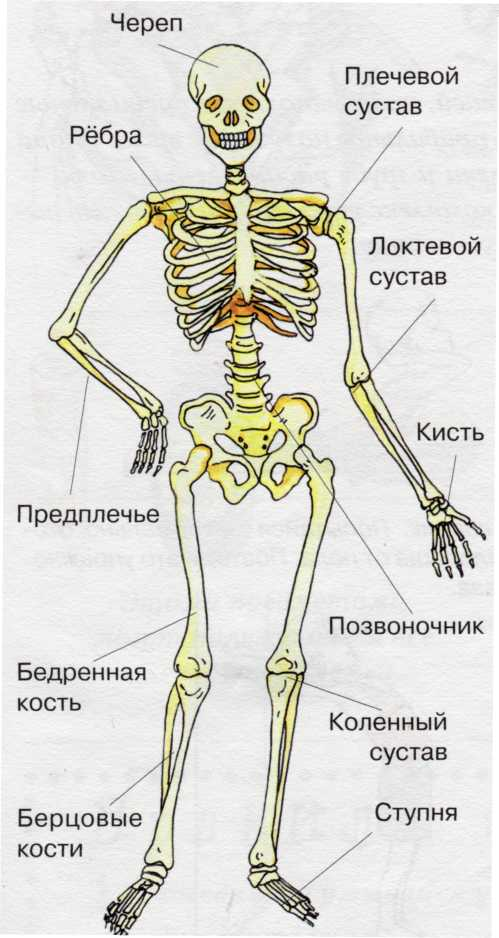 Череп
Плечевой
сустав
Рёбра
Локтевой
сустав
Кисть
Предплечье
Позвоночник
Бедренная
кость
Коленный
сустав
Берцовые
кости
Ступня